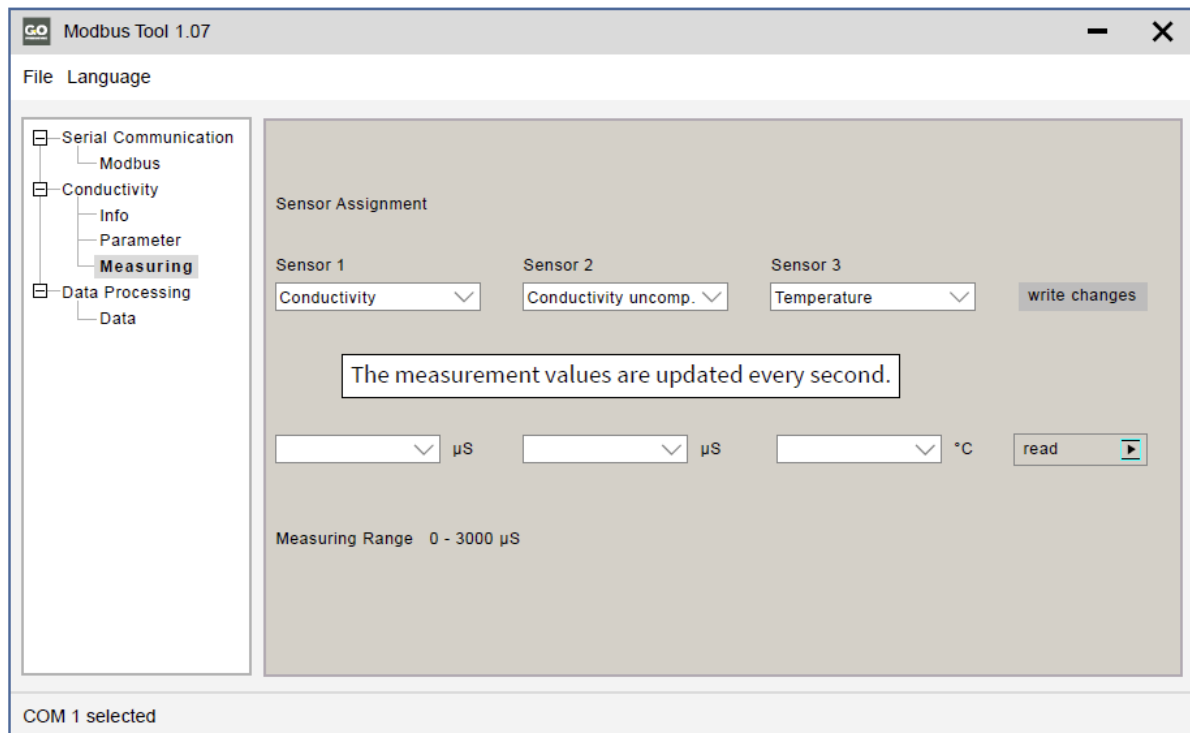 GO Modbus Tool 1.07
File Language
Serial Communication
Modbus
Conductivity
Info
Parameter
Measuring
Data Processing
Data
Sensor Assignment
Sensor 1 Sensor 2 Sensor 3
Conductivity Conductivity uncomp. Temperature write changes
The measurement values are updated every second.
µS µS °C read
Measuring Range 0 - 3000 µS
COM 1 selected